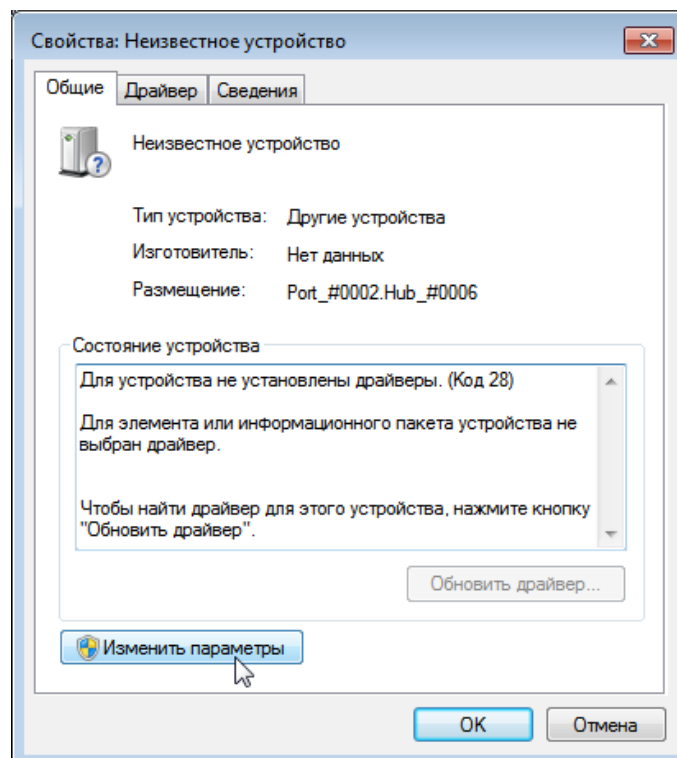 Свойства: Неизвестное устройство
Общие Драйвер Сведения
Неизвестное устройство
Тип устройства: Другие устройства
Изготовитель: Нет данных
Размещение: Port_#0002.Hub_#0006
Состояние устройства
Для устройства не установлены драйверы. (Код 28)
Для элемента или информационного пакета устройства не
выбран драйвер.
Чтобы найти драйвер для этого устройства, нажмите кнопку
"Обновить драйвер".
Обновить драйвер...
Изменить параметры
OK Отмена